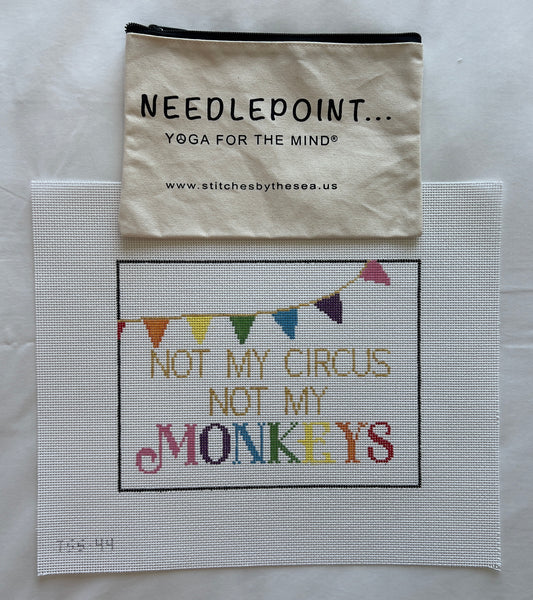 NEEDLEPOINT...
YOGA FOR THE MIND®
www.stitchesbythesea.us
NOT MY CIRCUS
NOT MY
MONKEYS
TSS-44